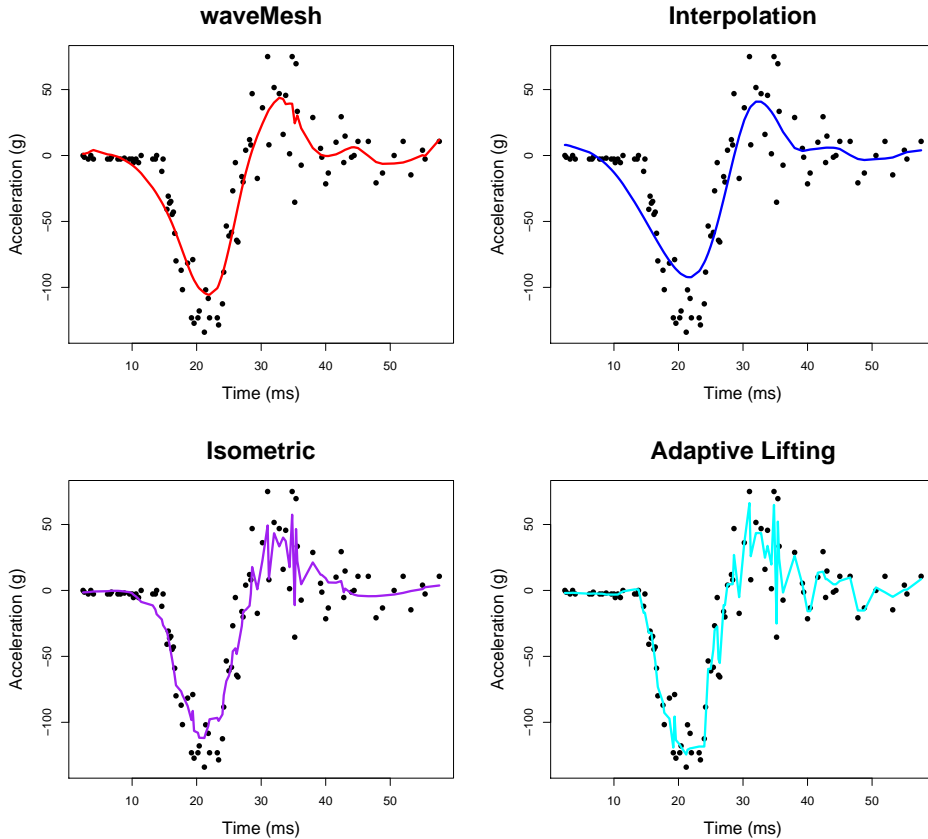 waveMesh
Interpolation
Acceleration (g)
50
0
−50
−100
10 20 30 40 50
Time (ms)
Acceleration (g)
50
0
−50
−100
10 20 30 40 50
Time (ms)
Isometric
Adaptive Lifting
Acceleration (g)
50
0
−50
−100
10 20 30 40 50
Time (ms)
Acceleration (g)
50
0
−50
−100
10 20 30 40 50
Time (ms)